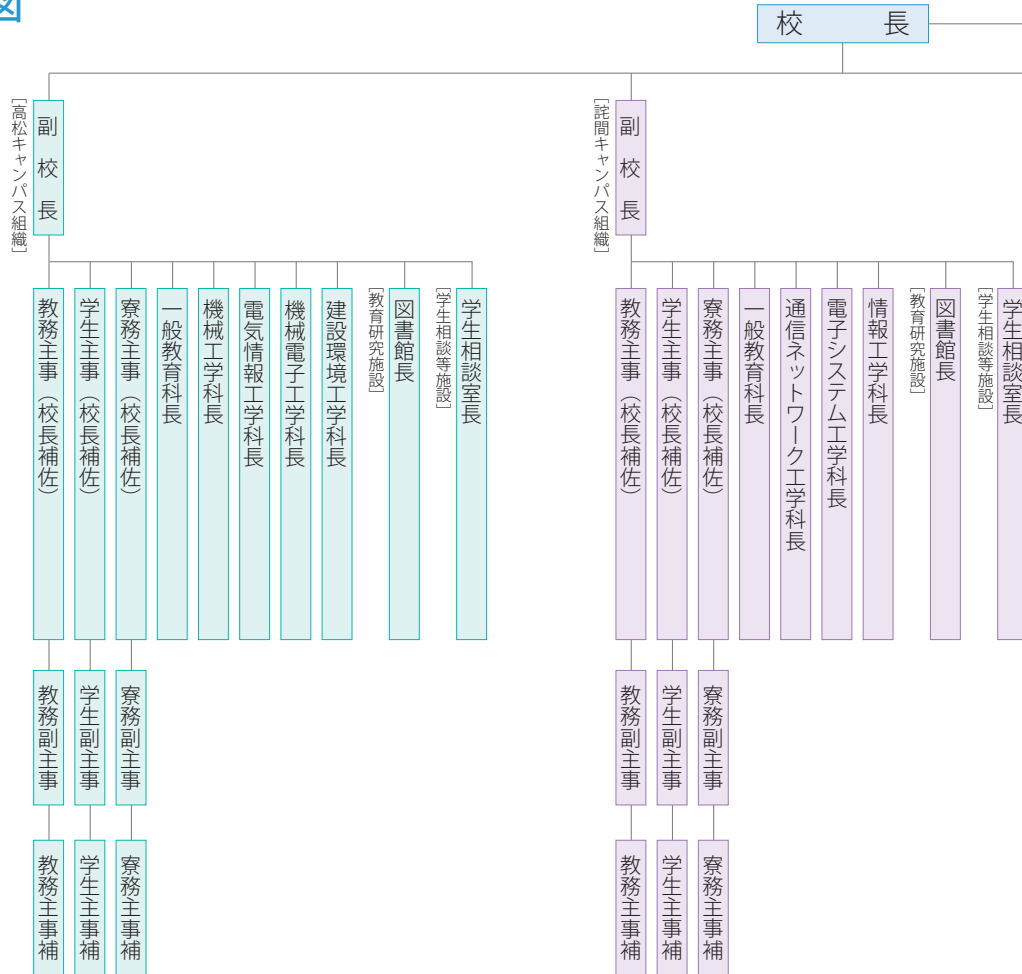 図
校長
[高松キャンパス組織]
副校長
教務主事（校長補佐）
学生主事（校長補佐）
寮務主事（校長補佐）
一般教育科長
機械工学科長
電気情報工学科長
機械電子工学科長
建設環境工学科長
[教育研究施設]
図書館長
[学生相談等施設]
学生相談室長
教務副主事
学生副主事
寮務副主事
教務主事補
学生主事補
寮務主事補
[詫間キャンパス組織]
副校長
教務主事（校長補佐）
学生主事（校長補佐）
寮務主事（校長補佐）
一般教育科長
通信ネットワーク工学科長
電子システム工学科長
情報工学科長
[教育研究施設]
図書館長
[学生相談等施設]
学生相談室長
教務副主事
学生副主事
寮務副主事
教務主事補
学生主事補
寮務主事補